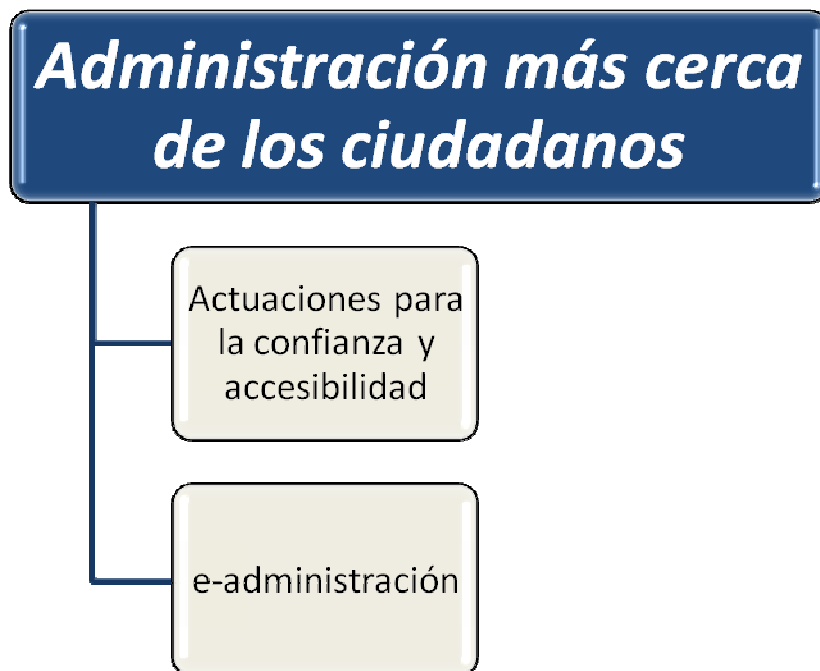 Administración más cerca
de los ciudadanos
Actuaciones para
la confianza y
accesibilidad
e-administración